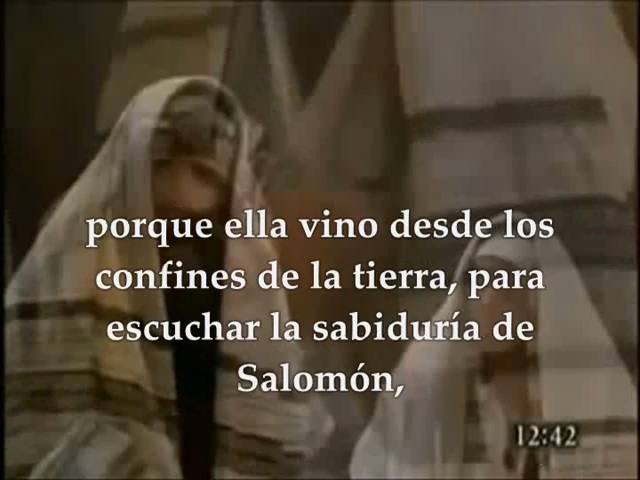 porque ella vino desde los
confines de la tierra, para
escuchar la sabiduría de
Salomón,
12:42